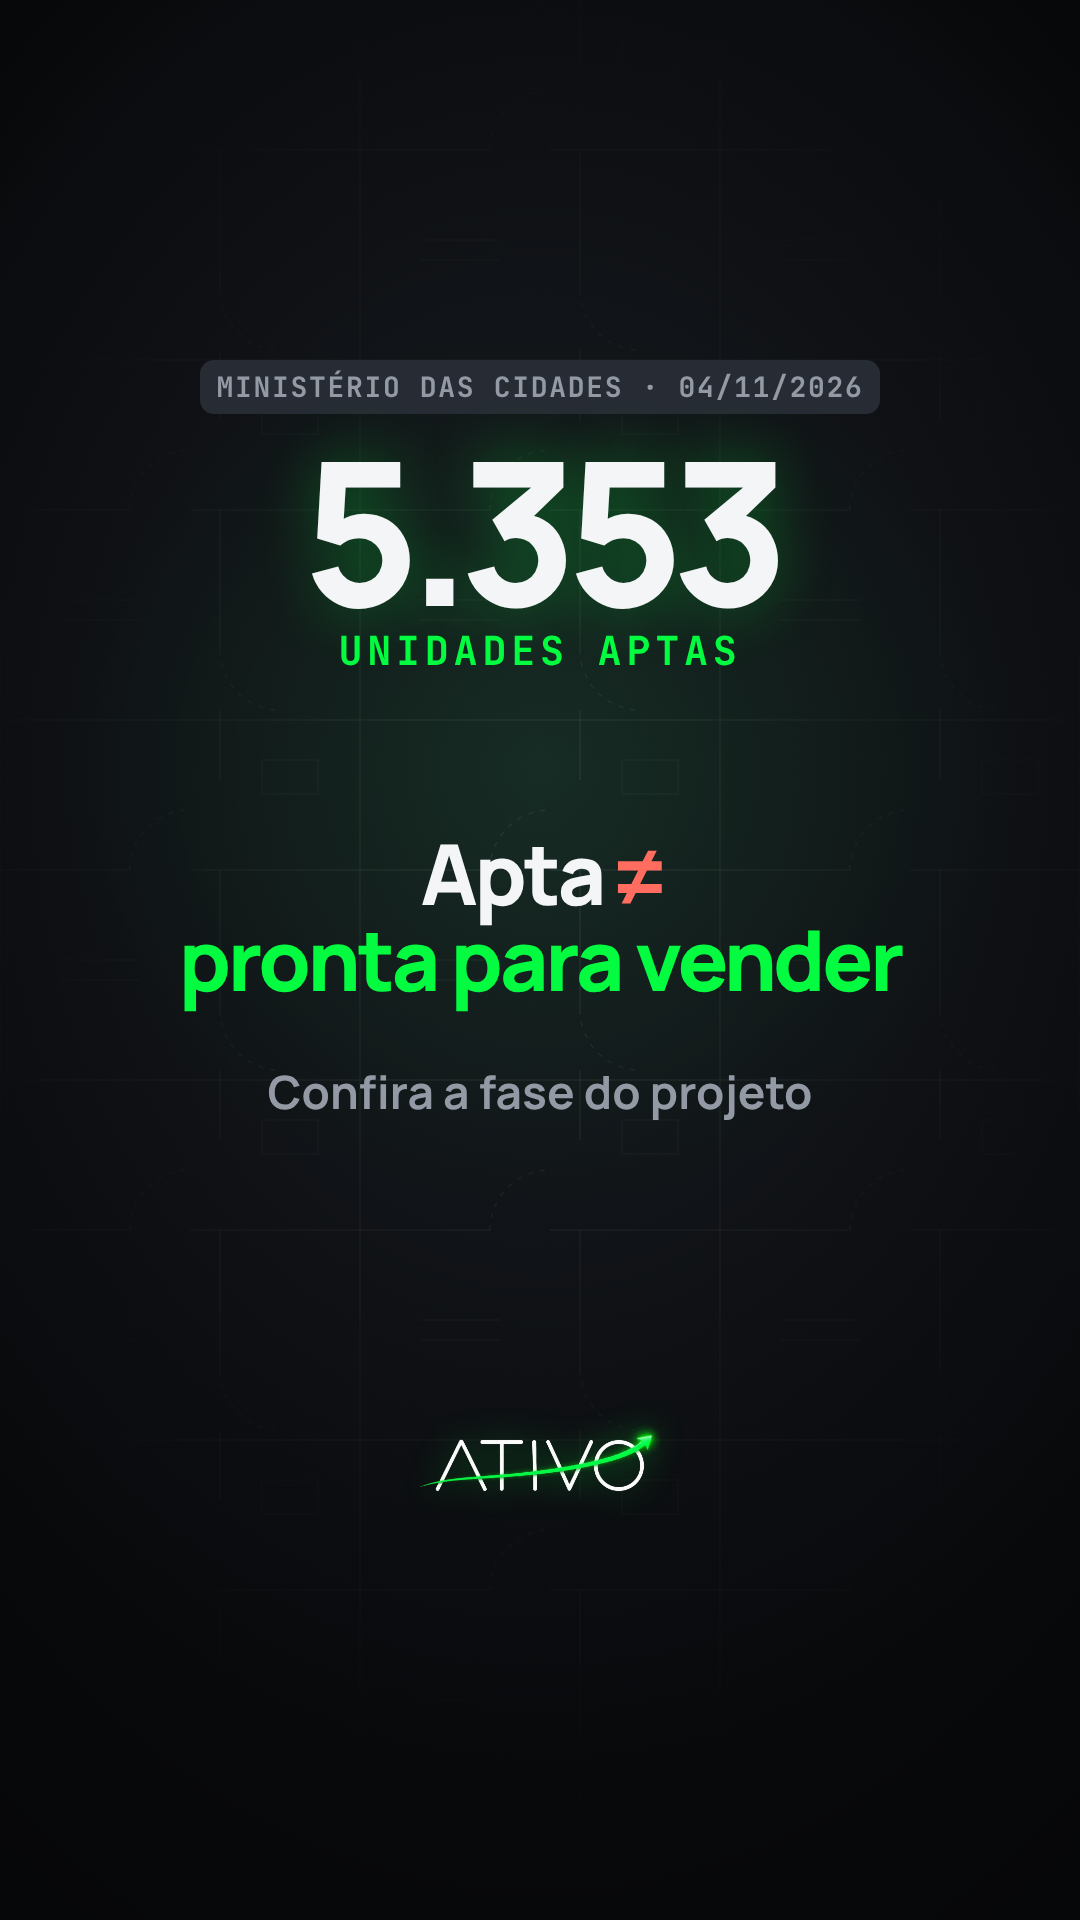 MINISTÉRIO DAS CIDADES · 04/11/2026
5.353
UNIDADES APTAS
Apta ≠
pronta para vender
Confira a fase do projeto
ATIVO